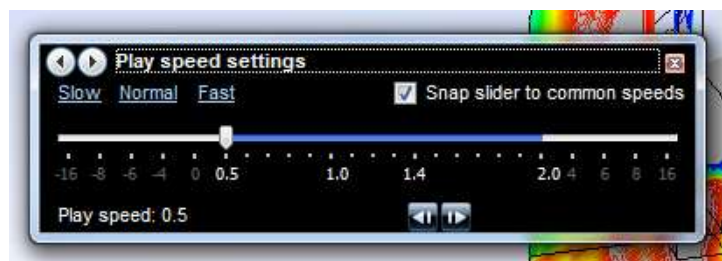 Play speed settings
Slow Normal Fast Snap slider to common speeds
-16 -8 -6 -4 0 0.5 1.0 1.4 2.0 4 6 8 16
Play speed: 0.5